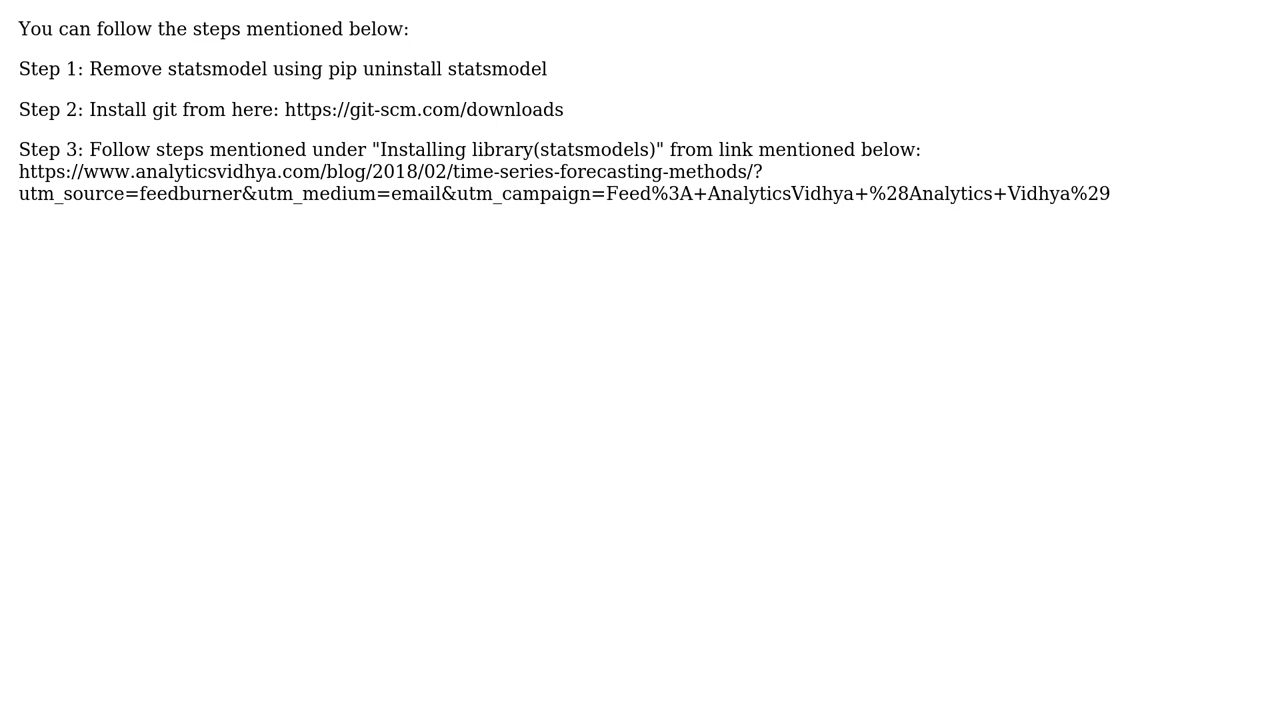 You can follow the steps mentioned below:
Step 1: Remove statsmodel using pip uninstall statsmodel
Step 2: Install git from here: https://git-scm.com/downloads
Step 3: Follow steps mentioned under "Installing library(statsmodels)" from link mentioned below:
https://www.analyticsvidhya.com/blog/2018/02/time-series-forecasting-methods/?
utm_source=feedburner&utm_medium=email&utm_campaign=Feed%3A+AnalyticsVidhya+%28Analytics+Vidhya%29